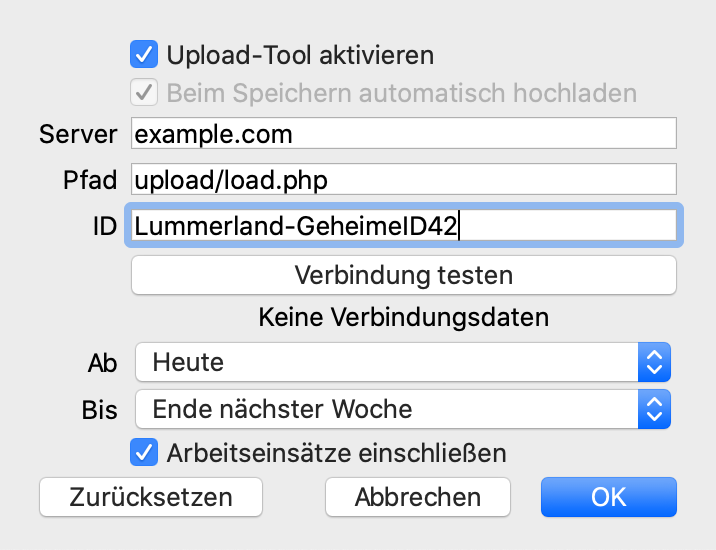 Upload-Tool aktivieren
Beim Speichern automatisch hochladen
Server example.com
Pfad upload/load.php
ID Lummerland-GeheimeID42
Verbindung testen
Keine Verbindungsdaten
Ab Heute
Bis Ende nächster Woche
Arbeitseinsätze einschließen
Zurücksetzen Abbrechen OK